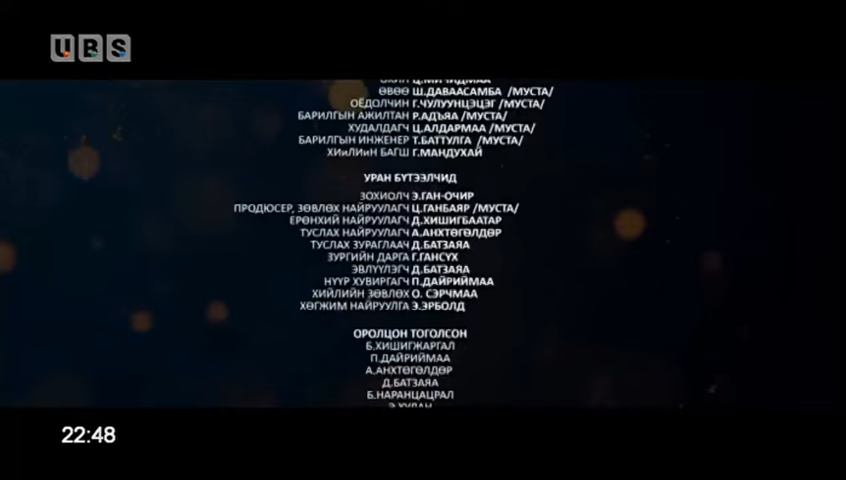 UBS
ӨВӨӨ Ш.ДАВААСАМБА /МУСТА/
ОЁДОЛЧИН Г.ЧУЛУУНЦЭЦЭГ /МУСТА/
БАРИЛГЫН АЖИЛТАН Р.АДЪЯА /МУСТА/
ХУДАЛДАГЧ Ц.АЛДАРМАА /МУСТА/
БАРИЛГЫН ИНЖЕНЕР Т.БАТТУЛГА /МУСТА/
ХИйЛИйН БАГШ Г.МАНДУХАЙ
УРАН БҮТЭЭЛЧИД
ЗОХИОЛЧ Э.ГАН-ОЧИР
ПРОДЮСЕР, ЗӨВЛӨХ НАЙРУУЛАГЧ Ц.ГАНБАЯР /МУСТА/
ЕРӨНХИЙ НАЙРУУЛАГЧ Д.ХИШИГБААТАР
ТУСЛАХ НАЙРУУЛАГЧ А.АНХТӨГӨЛДӨР
ТУСЛАХ ЗУРАГЛААЧ Д.БАТЗАЯА
ЗУРГИЙН ДАРГА Г.ГАНСҮХ
ЭВЛҮҮЛЭГЧ Д.БАТЗАЯА
НҮҮР ХУВИРГАГЧ П.ДАЙРИЙМАА
ХИЙЛИЙН ЗӨВЛӨХ О. СЭРЧМАА
ХӨГЖИМ НАЙРУУЛГА Э.ЭРБОЛД
ОРОЛЦОН ТОГОЛСОН
Б.ХИШИГЖАРГАЛ
П.ДАЙРИЙМАА
А.АНХТӨГӨЛДӨР
Д.БАТЗАЯА
Б.НАРАНЦАЦРАЛ
22:48